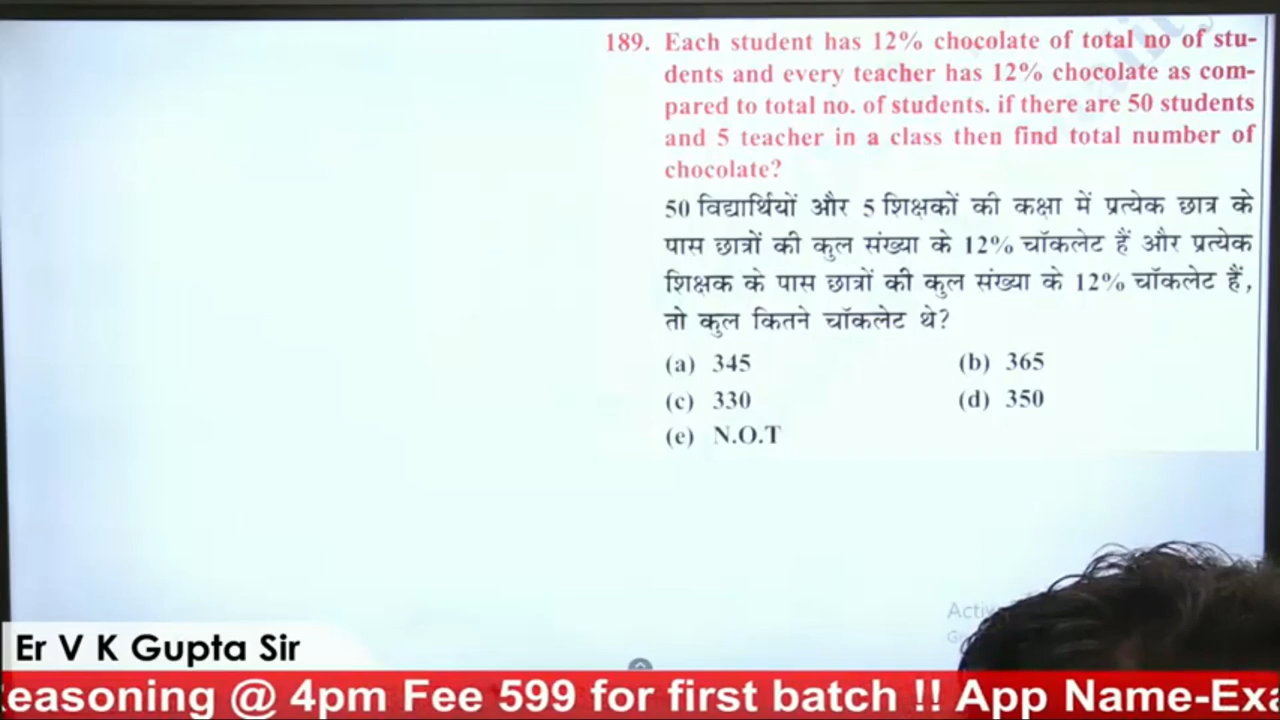 189. Each student has 12% chocolate of total no of stu-
dents and every teacher has 12% chocolate as com-
pared to total no. of students. if there are 50 students
and 5 teacher in a class then find total number of
chocolate?
50 विद्यार्थियों और 5 शिक्षकों की कक्षा में प्रत्येक छात्र के
पास छात्रों की कुल संख्या के 12% चॉकलेट हैं और प्रत्येक
शिक्षक के पास छात्रों की कुल संख्या के 12% चॉकलेट हैं,
तो कुल कितने चॉकलेट थे?
(a) 345 (b) 365
(c) 330 (d) 350
(e) N.O.T
Er V K Gupta Sir
easoning @ 4pm Fee 599 for first batch !! App Name-Exa